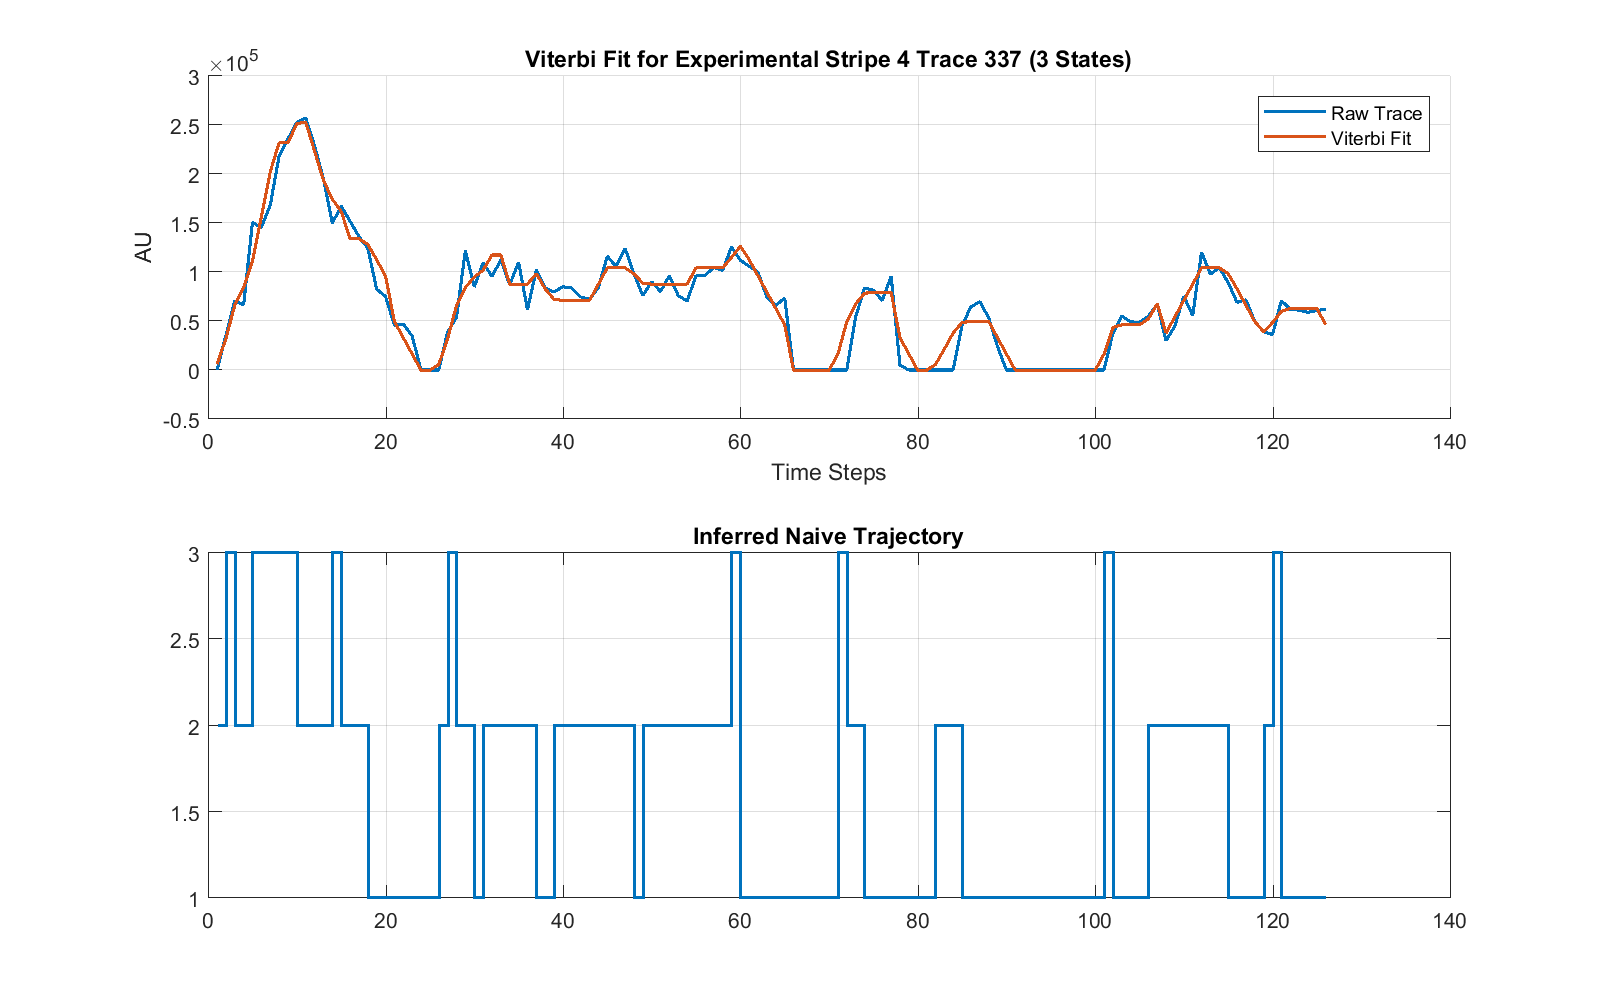 Viterbi Fit for Experimental Stripe 4 Trace 337 (3 States)
×10^5
3
2.5
2
1.5
1
0.5
0
-0.5
AU
Raw Trace
Viterbi Fit
0 20 40 60 80 100 120 140
Time Steps
Inferred Naive Trajectory
3
2.5
2
1.5
1
0 20 40 60 80 100 120 140